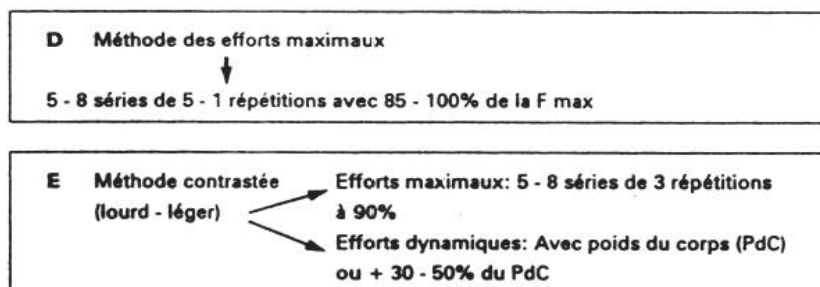 D Méthode des efforts maximaux
5 - 8 séries de 5 - 1 répétitions avec 85 - 100% de la F max
E Méthode contrastée Efforts maximaux: 5 - 8 séries de 3 répétitions
(lourd - léger) à 90%
Efforts dynamiques: Avec poids du corps (PdC)
ou + 30 - 50% du PdC